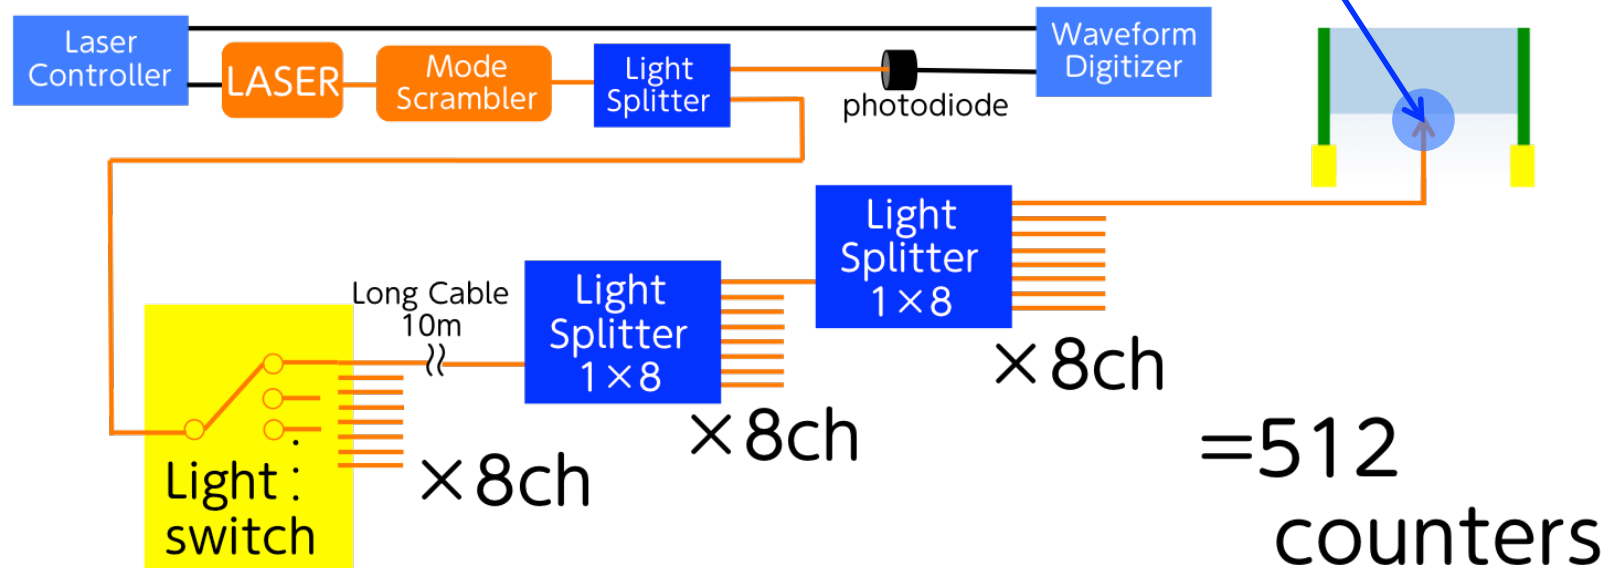 Laser
Controller
LASER
Mode
Scrambler
Light
Splitter
photodiode
Waveform
Digitizer
Light
switch
×8ch
Long Cable
10m
Light
Splitter
1×8
×8ch
Light
Splitter
1×8
×8ch
=512
counters